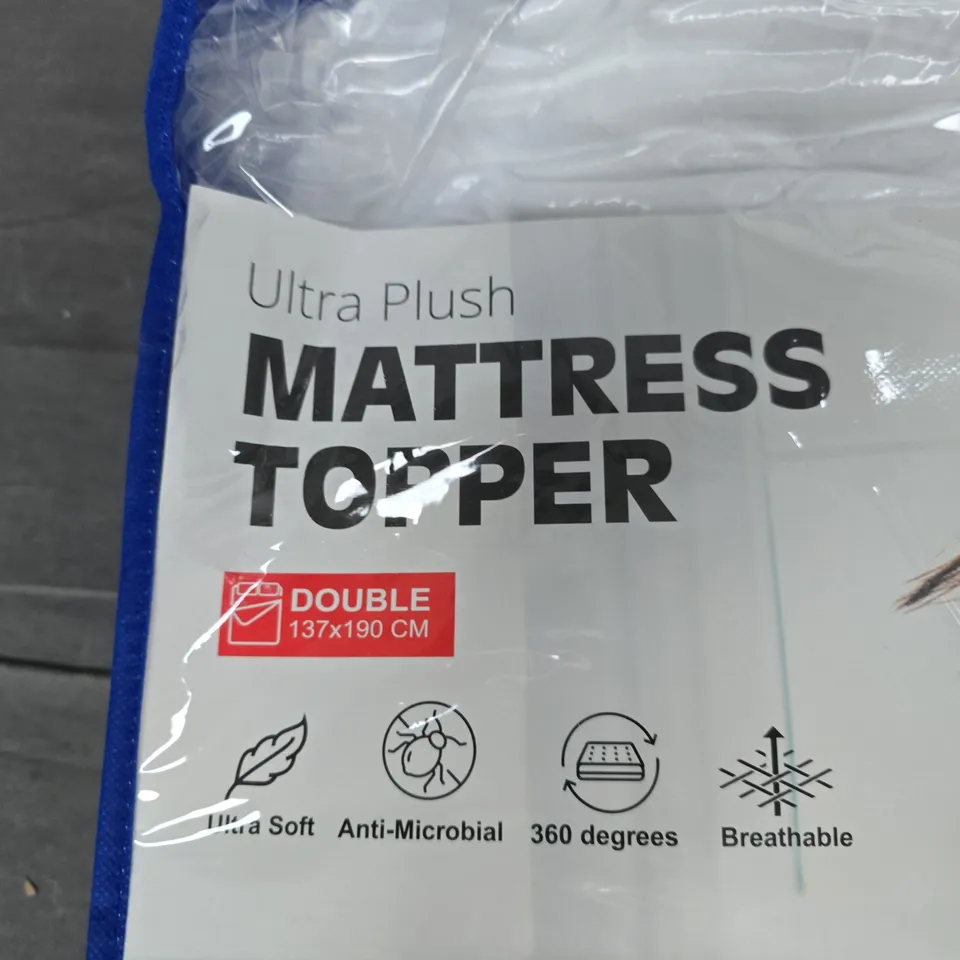 Ultra Plush
MATTRESS
TOPPER
DOUBLE
137x190 CM
Ultra Soft
Anti-Microbial
360 degrees
Breathable